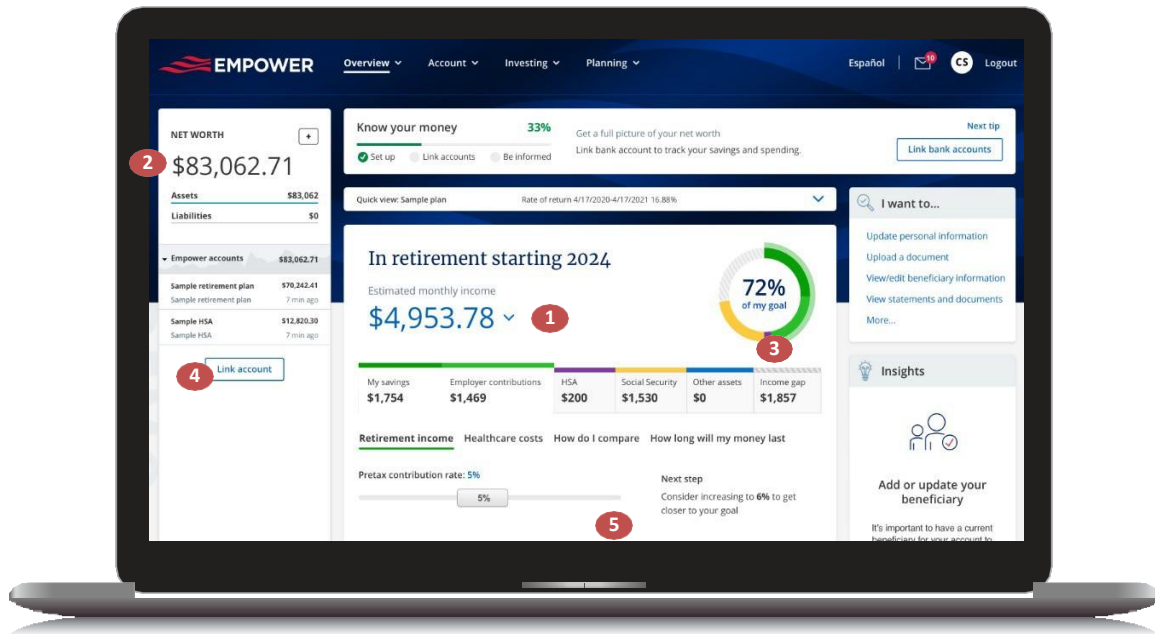 EMPOWER
Overview
Account
Investing
Planning
Español
10
CS
Logout
NET WORTH
+
2
$83,062.71
Assets $83,062
Liabilities $0
Empower accounts $83,062.71
Sample retirement plan $70,242.41
Sample retirement plan 7 min ago
Sample HSA $12,820.30
Sample HSA 7 min ago
4
Link account
Know your money 33%
Set up Link accounts Be informed
Get a full picture of your net worth
Link bank account to track your savings and spending.
Next tip
Link bank accounts
Quick view: Sample plan Rate of return 4/17/2020-4/17/2021 16.88%
In retirement starting 2024
Estimated monthly income
$4,953.78
1
72%
of my goal
3
My savings Employer contributions HSA Social Security Other assets Income gap
$1,754 $1,469 $200 $1,530 $0 $1,857
Retirement income Healthcare costs How do I compare How long will my money last
Pretax contribution rate: 5%
5%
Next step
Consider increasing to 6% to get
closer to your goal
5
I want to...
Update personal information
Upload a document
View/edit beneficiary information
View statements and documents
More...
Insights
Add or update your
beneficiary
It's important to have a current
beneficiary for your account to